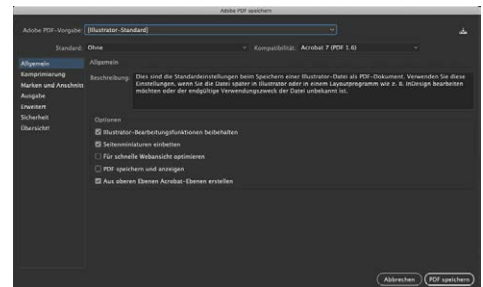 Adobe PDF speichern
Adobe PDF-Vorgabe: [Illustrator-Standard]
Standard: Ohne Kompatibilität: Acrobat 7 (PDF 1.6)
Allgemein
Komprimierung
Marken und Anschnitt
Ausgabe
Erweitert
Sicherheit
Übersicht
Allgemein
Beschreibung: Dies sind die Standardeinstellungen beim Speichern einer Illustrator-Datei als PDF-Dokument. Verwenden Sie diese
Einstellungen, wenn Sie die Datei später in Illustrator oder in einem Layoutprogramm wie z. B. InDesign bearbeiten
möchten oder der endgültige Verwendungszweck der Datei unbekannt ist.
Optionen
Illustrator-Bearbeitungsfunktionen beibehalten
Seitenminiaturen einbetten
Für schnelle Webansicht optimieren
PDF speichern und anzeigen
Aus oberen Ebenen Acrobat-Ebenen erstellen
Abbrechen PDF speichern